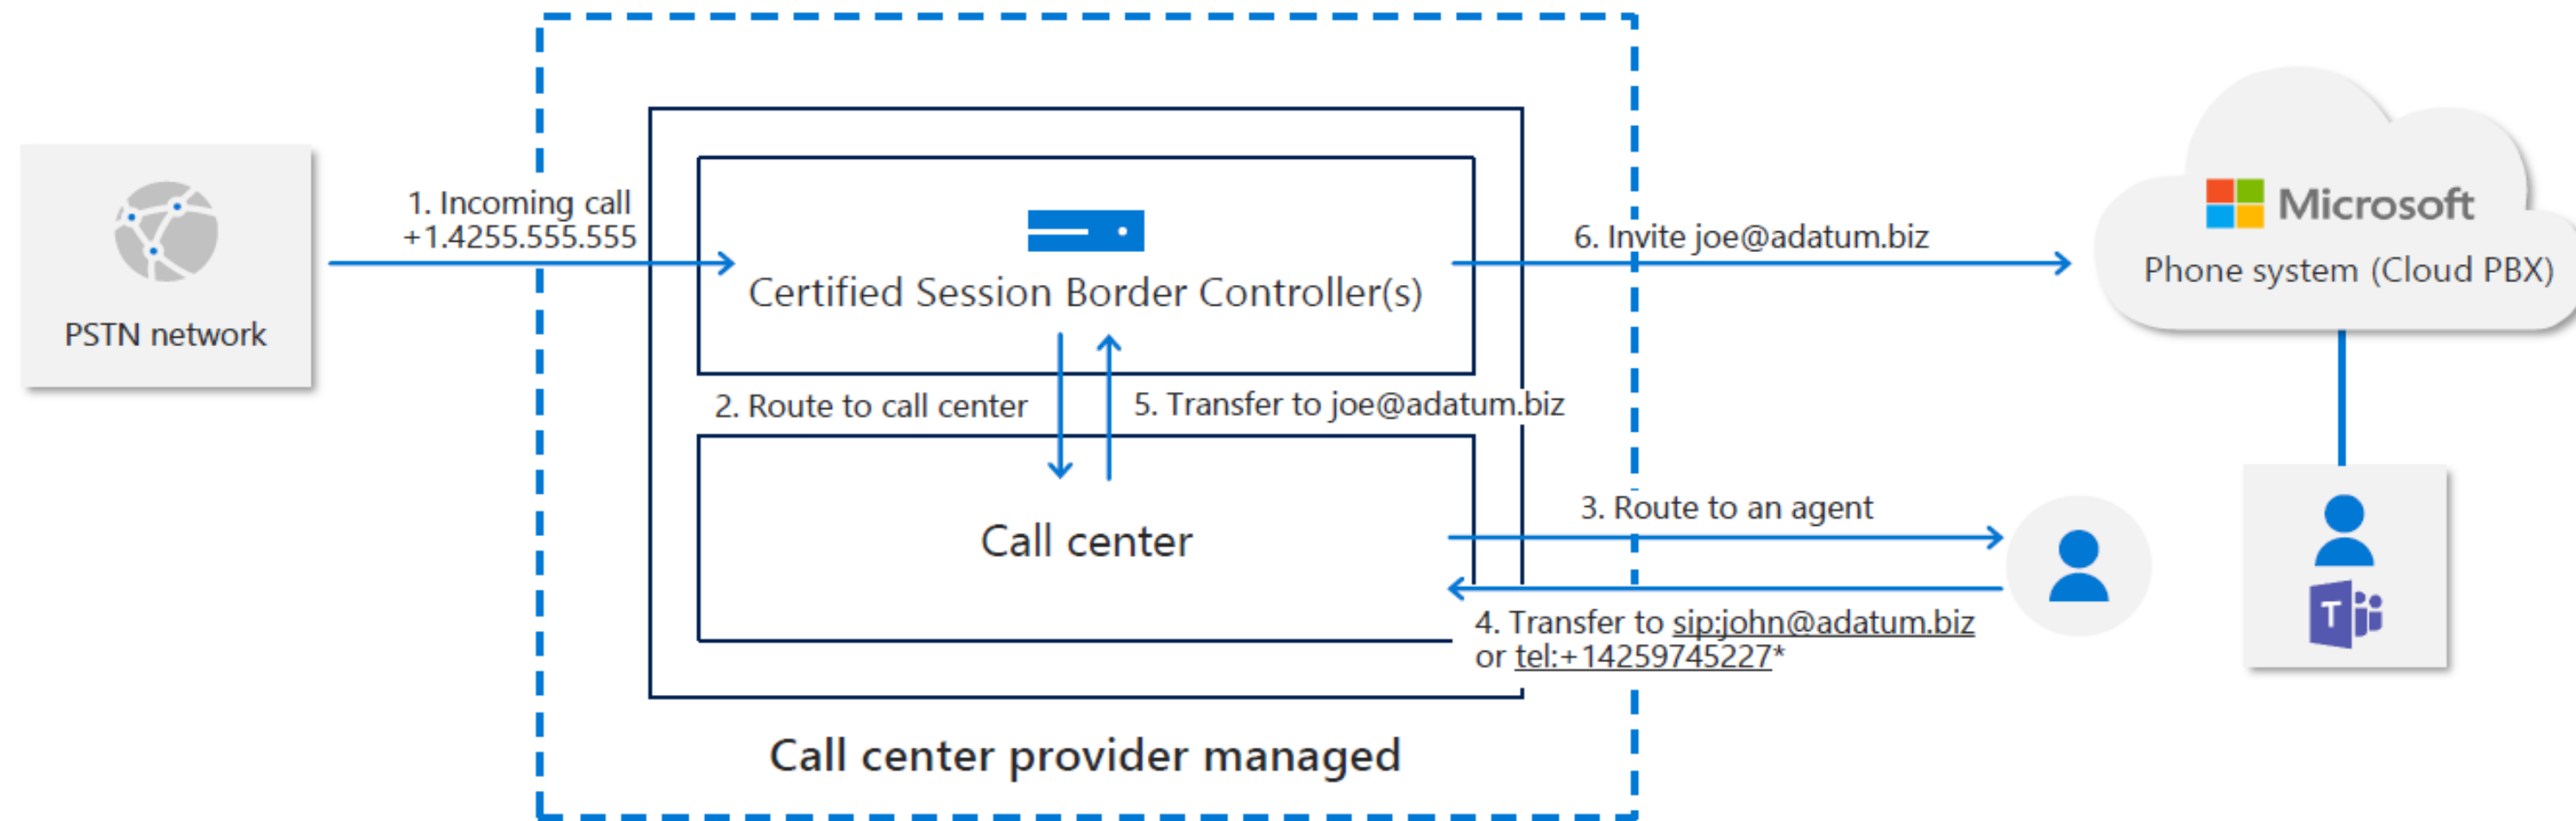 PSTN network
1. Incoming call
+1.4255.555.555
Certified Session Border Controller(s)
2. Route to call center
5. Transfer to joe@adatum.biz
Call center
Call center provider managed
6. Invite joe@adatum.biz
Microsoft
Phone system (Cloud PBX)
3. Route to an agent
4. Transfer to sip:john@adatum.biz
or tel:+14259745227*
T